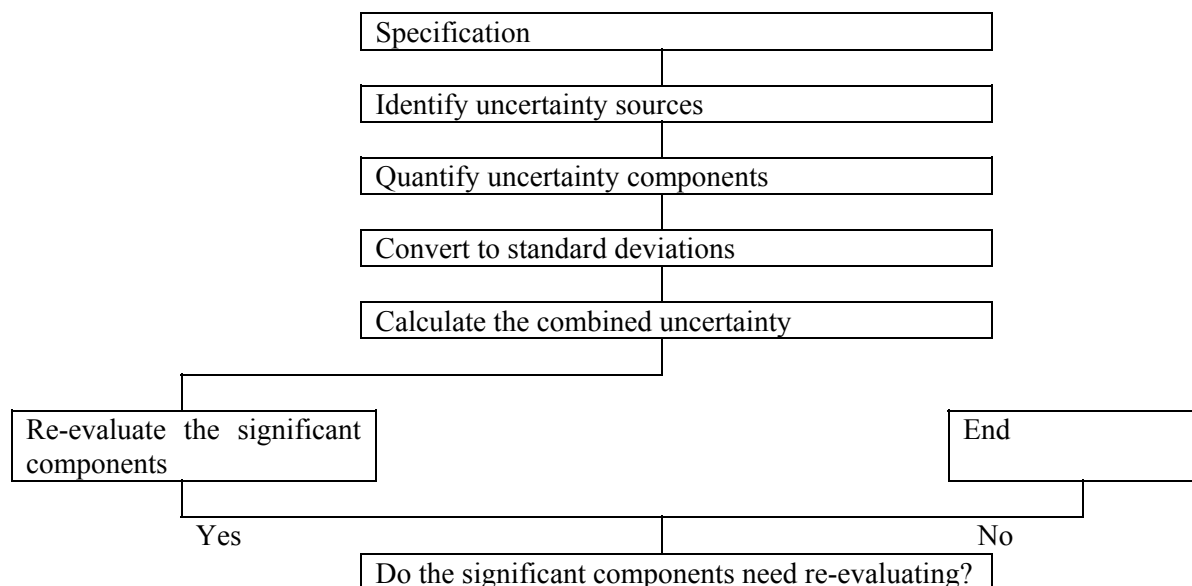 Specification
Identify uncertainty sources
Quantify uncertainty components
Convert to standard deviations
Calculate the combined uncertainty
Re-evaluate the significant
components
End
Yes
No
Do the significant components need re-evaluating?